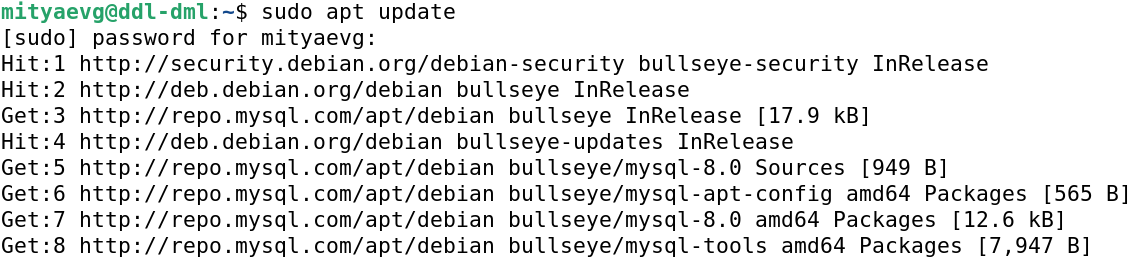 mityaevg@ddl-dml:~$ sudo apt update
[sudo] password for mityaevg:
Hit:1 http://security.debian.org/debian-security bullseye-security InRelease
Hit:2 http://deb.debian.org/debian bullseye InRelease
Get:3 http://repo.mysql.com/apt/debian bullseye InRelease [17.9 kB]
Hit:4 http://deb.debian.org/debian bullseye-updates InRelease
Get:5 http://repo.mysql.com/apt/debian bullseye/mysql-8.0 Sources [949 B]
Get:6 http://repo.mysql.com/apt/debian bullseye/mysql-apt-config amd64 Packages [565 B]
Get:7 http://repo.mysql.com/apt/debian bullseye/mysql-8.0 amd64 Packages [12.6 kB]
Get:8 http://repo.mysql.com/apt/debian bullseye/mysql-tools amd64 Packages [7,947 B]